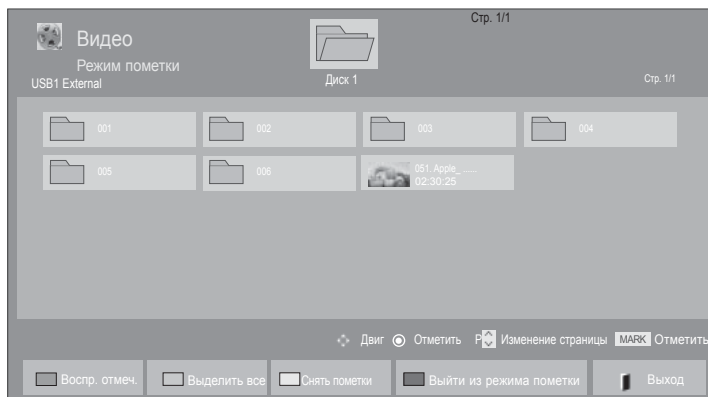 Стр. 1/1
Видео
Режим пометки
USB1 External
Диск 1
Стр. 1/1
001
002
003
004
005
006
051. Apple_ ......
02:30:25
Двиг
Отметить
P
Изменение страницы
MARK Отметить
Воспр. отмеч.
Выделить все
Снять пометки
Выйти из режима пометки
Выход